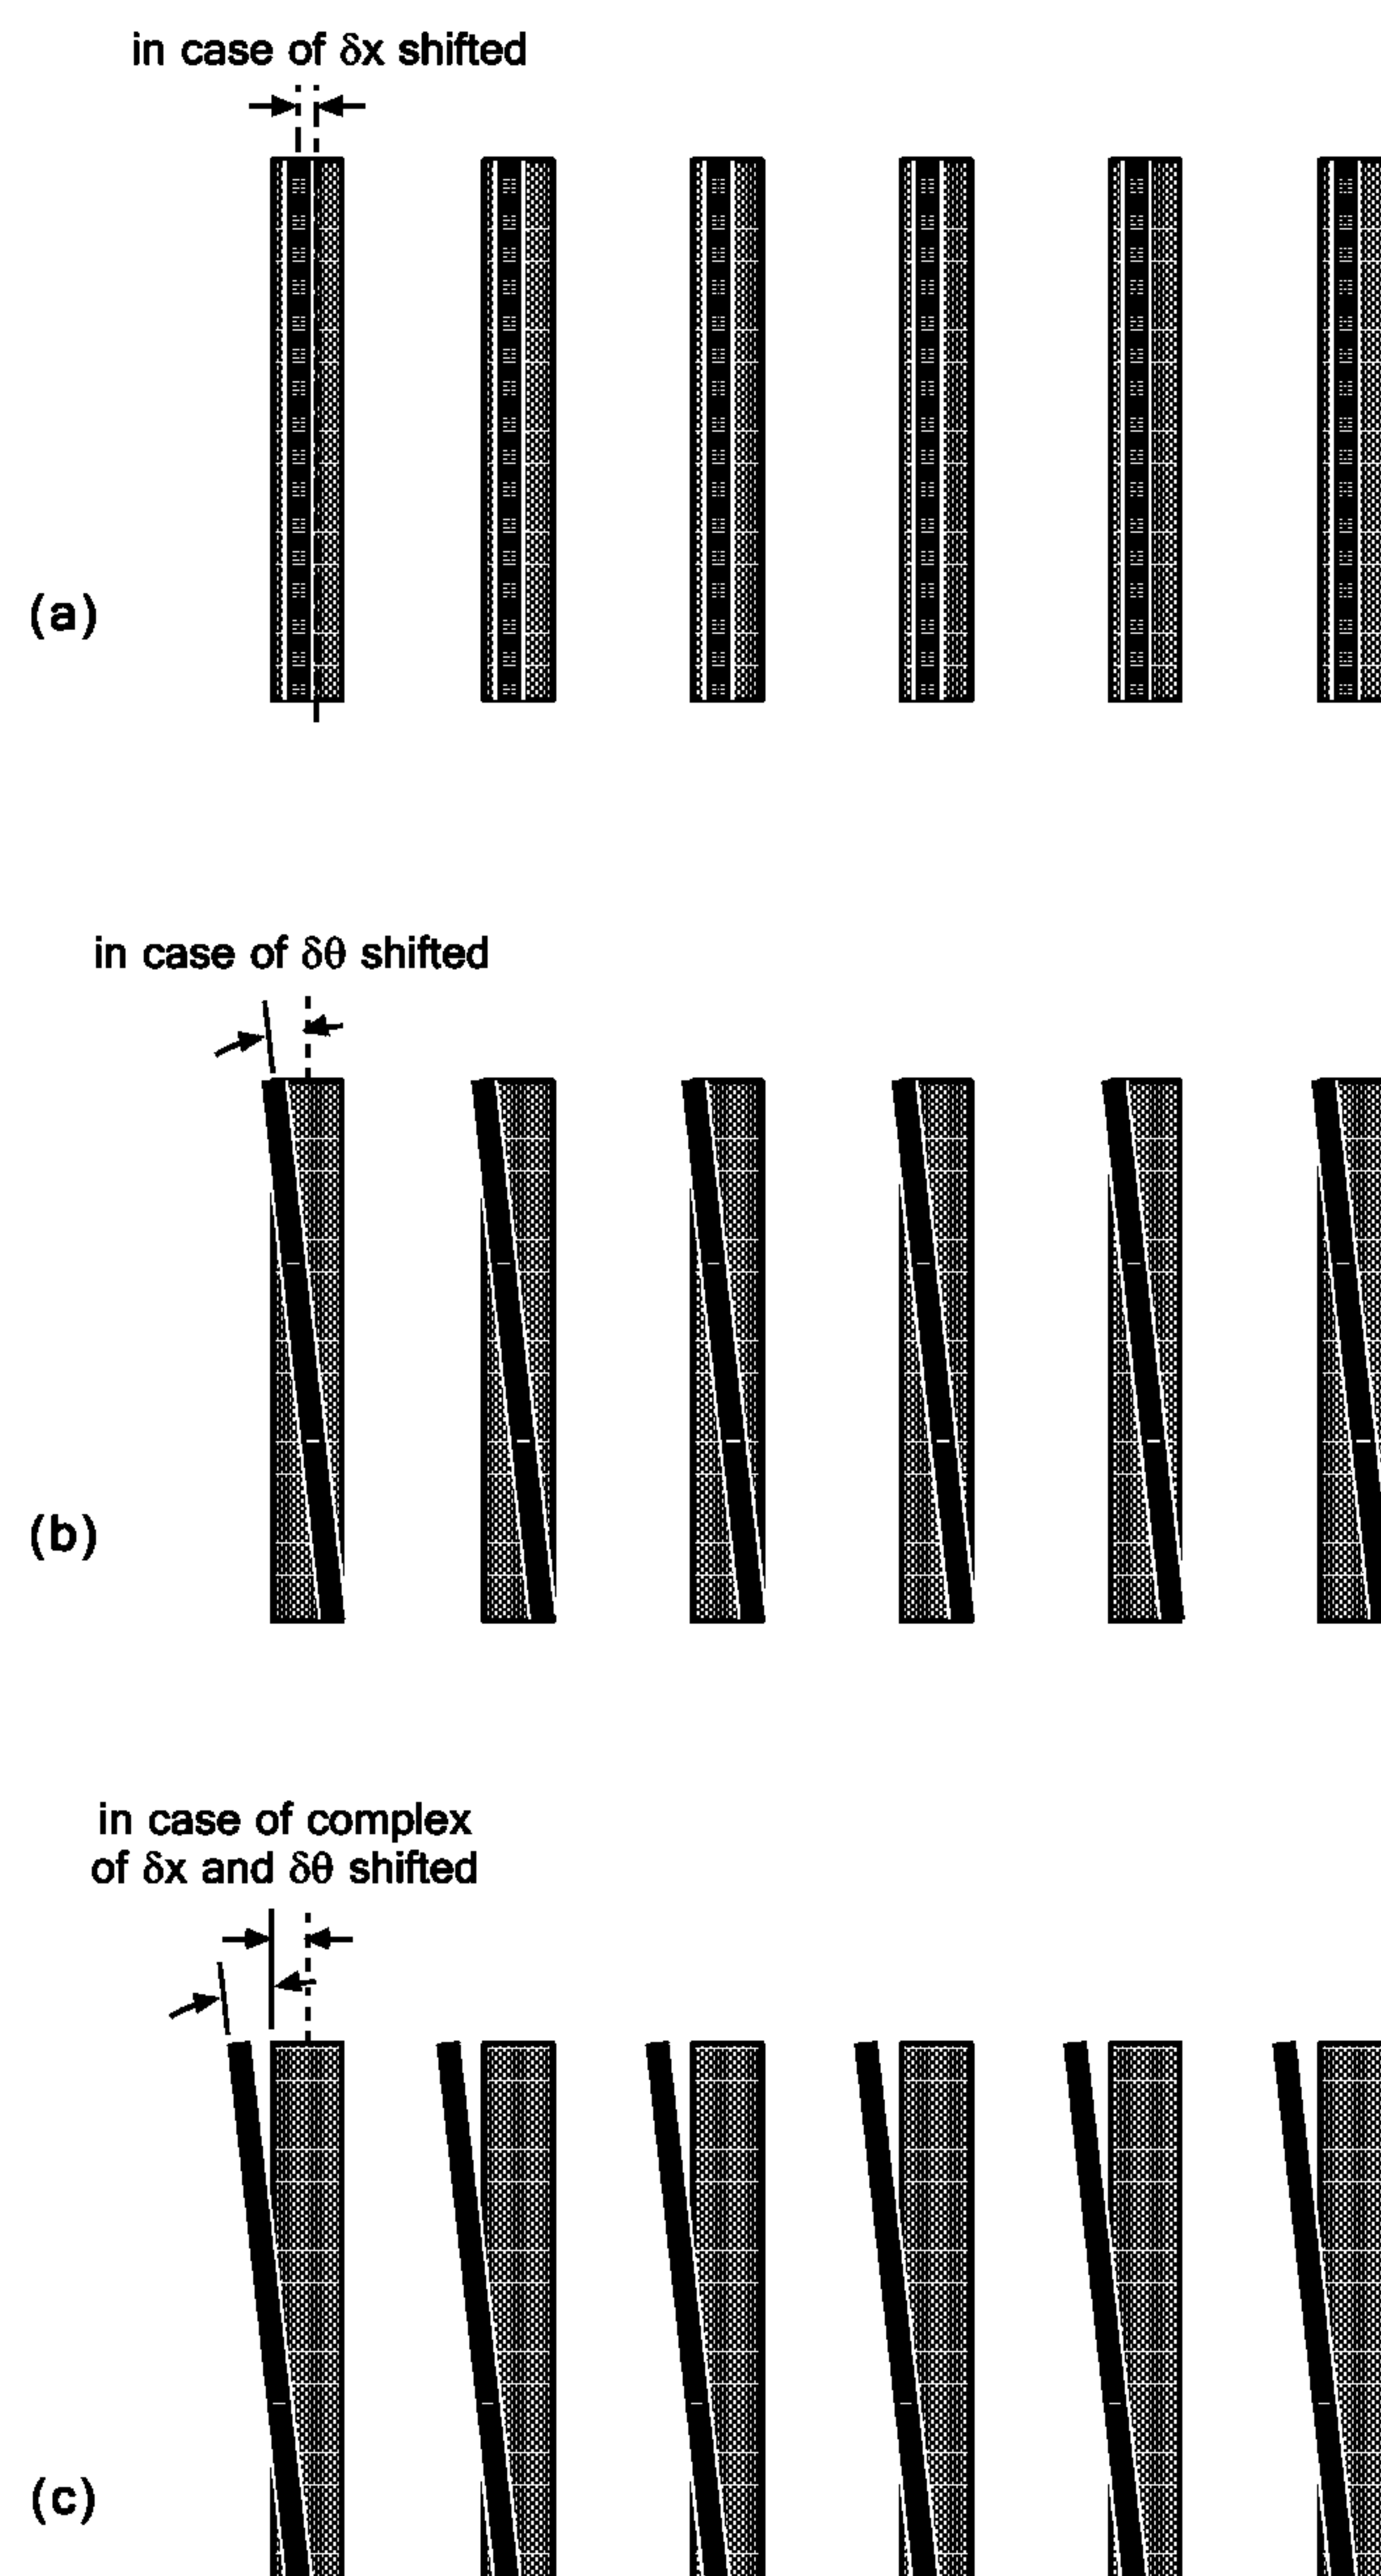 in case of δx shifted
(a)
in case of δθ shifted
(b)
in case of complex
of δx and δθ shifted
(c)